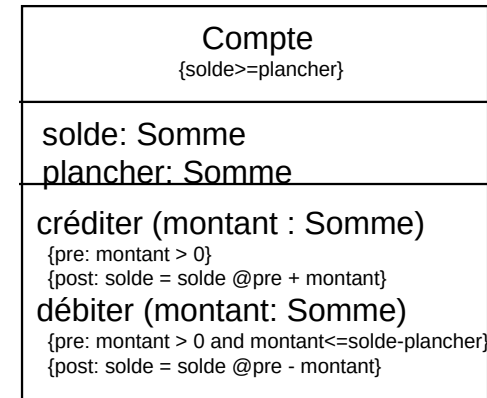 Compte
{solde>=plancher}
solde: Somme
plancher: Somme
créditer (montant : Somme)
{pre: montant > 0}
{post: solde = solde @pre + montant}
débiter (montant: Somme)
{pre: montant > 0 and montant<=solde-plancher}
{post: solde = solde @pre - montant}